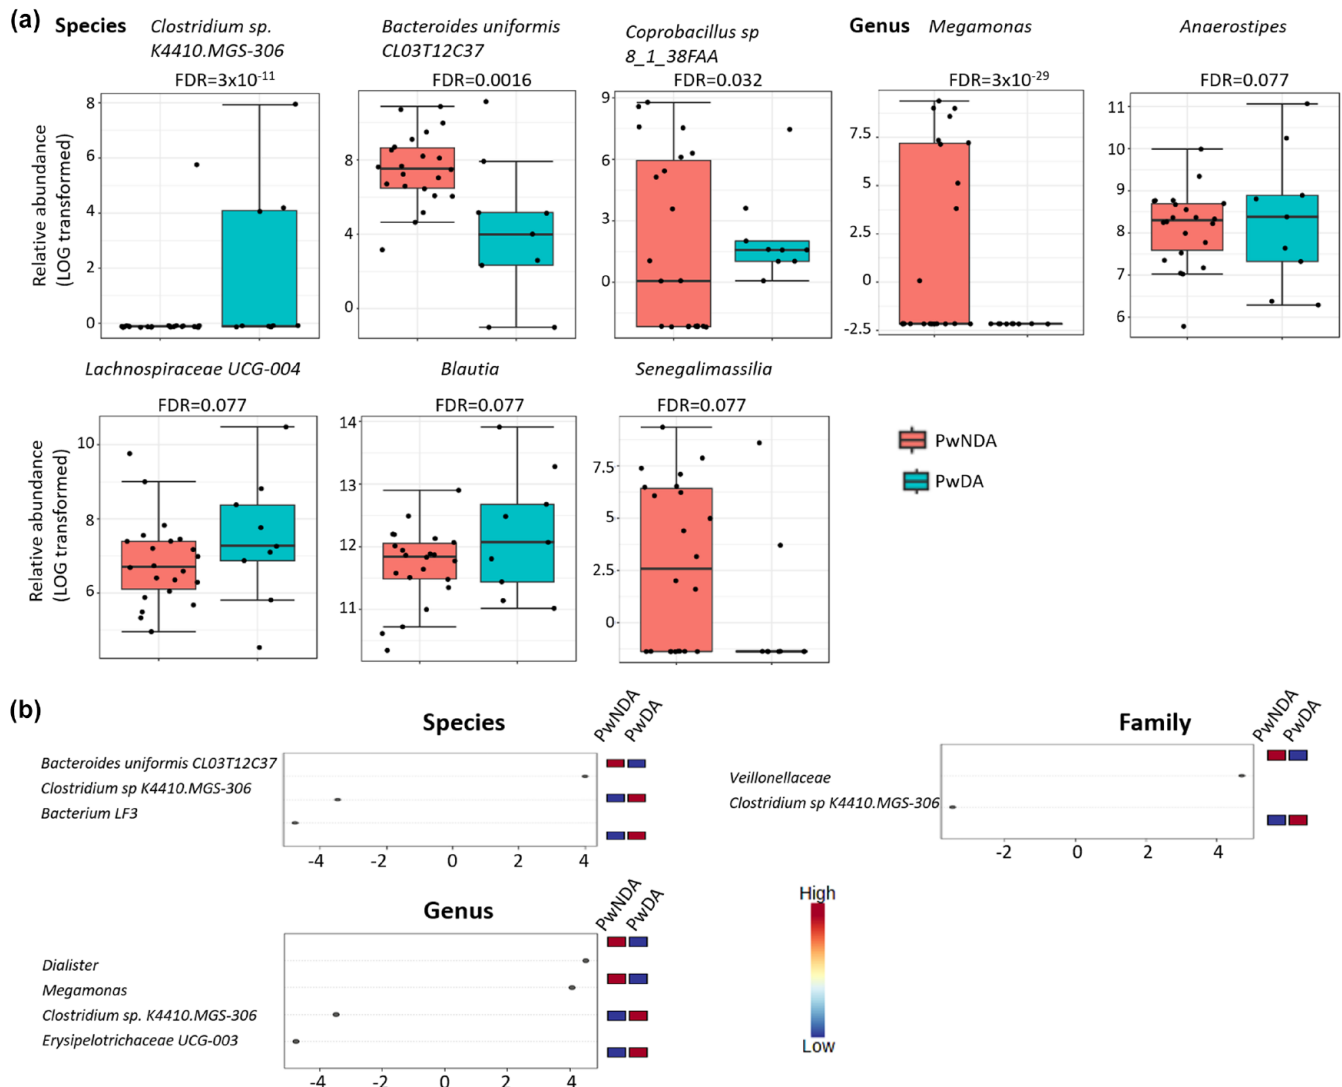 (a)
Species
Clostridium sp.
K4410.MGS-306
FDR=3x10⁻¹¹
Bacteroides uniformis
CL03T12C37
FDR=0.0016
Coprobacillus sp
8_1_38FAA
FDR=0.032
Genus
Megamonas
FDR=3x10⁻²⁹
Anaerostipes
FDR=0.077
Relative abundance
(LOG transformed)
8
6
4
2
0
8
4
0
9
6
3
0
7.5
5
2.5
0
-2.5
11
10
9
8
7
6
Lachnospiraceae UCG-004
FDR=0.077
Blautia
FDR=0.077
Senegalimassilia
FDR=0.077
Relative abundance
(LOG transformed)
10
8
6
14
13
12
11
7.5
5
2.5
0
PwNDA
PwDA
(b)
Species
PwNDA
PwDA
Bacteroides uniformis CL03T12C37
Clostridium sp K4410.MGS-306
Bacterium LF3
-4 -2 0 2 4
Family
PwNDA
PwDA
Veillonellaceae
Clostridium sp K4410.MGS-306
-2 0 2 4
Genus
PwNDA
PwDA
Dialister
Megamonas
Clostridium sp. K4410.MGS-306
Erysipelotrichaceae UCG-003
-4 -2 0 2 4
High
Low